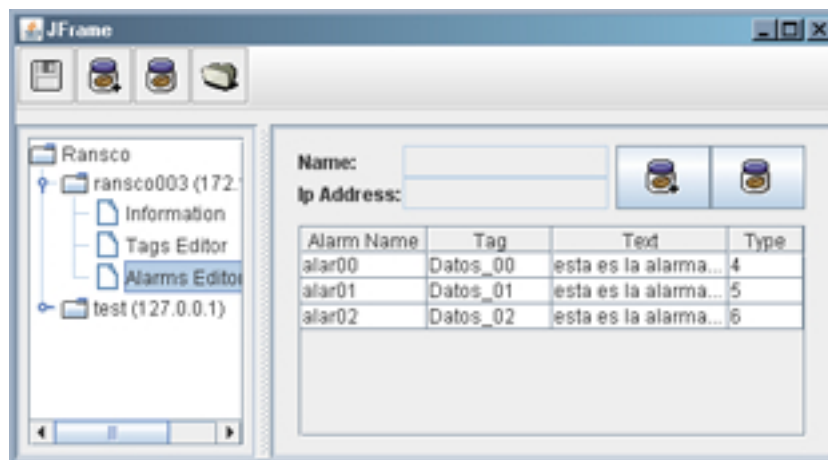 JFrame
Ransco
ransco003 (172.
Information
Tags Editor
Alarms Editor
test (127.0.0.1)
Name:
Ip Address:
Alarm Name Tag Text Type
alar00 Datos_00 esta es la alarma... 4
alar01 Datos_01 esta es la alarma... 5
alar02 Datos_02 esta es la alarma... 6